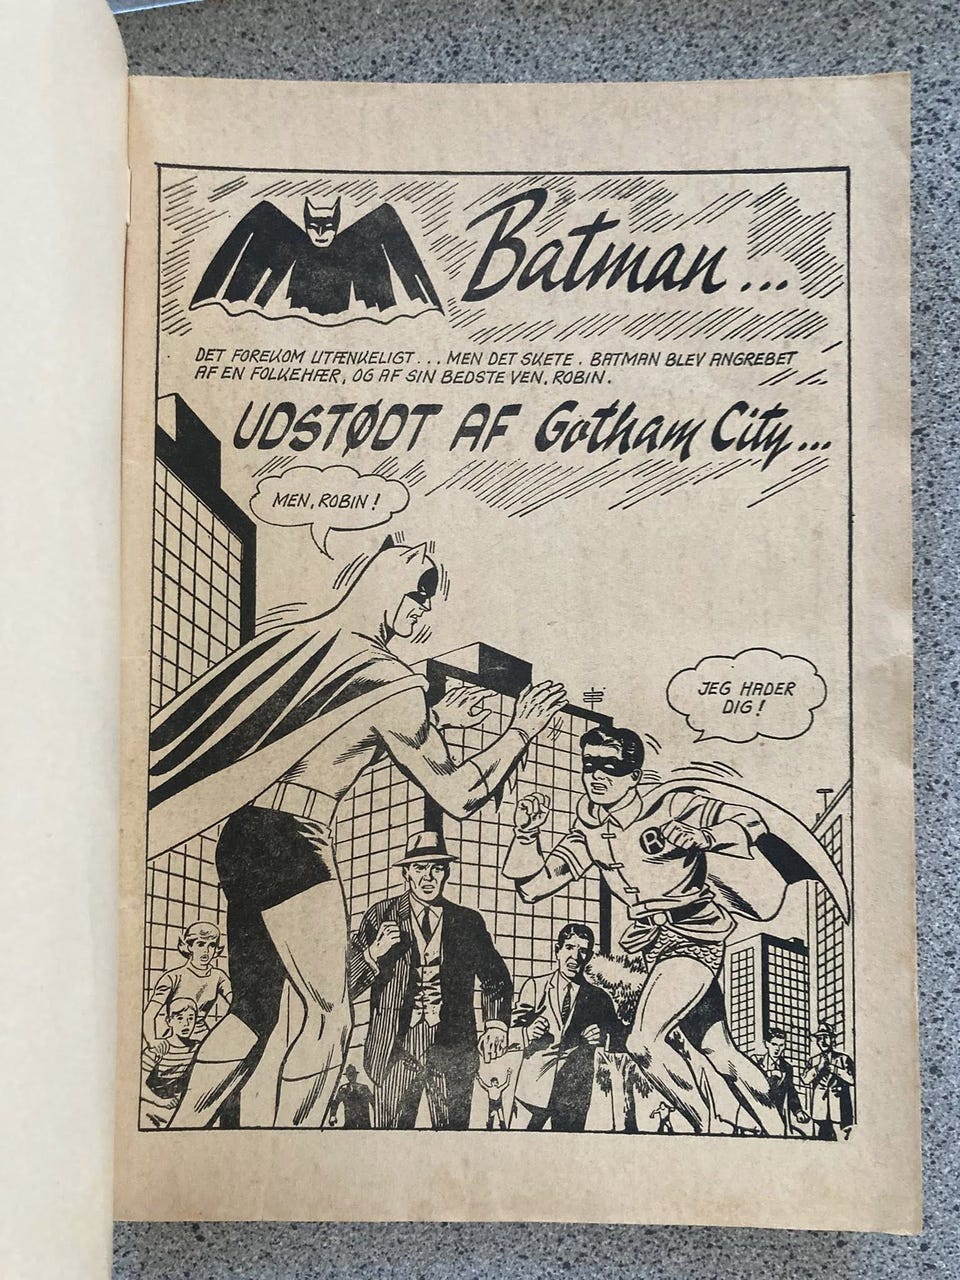 Batman...
DET FOREKOM UTÆNKELIGT... MEN DET SKETE. BATMAN BLEV ANGREBET
AF EN FOLKEHÆR, OG AF SIN BEDSTE VEN, ROBIN.
UDSTØDT AF Gotham City...
MEN, ROBIN!
JEG HADER
DIG!
R
1